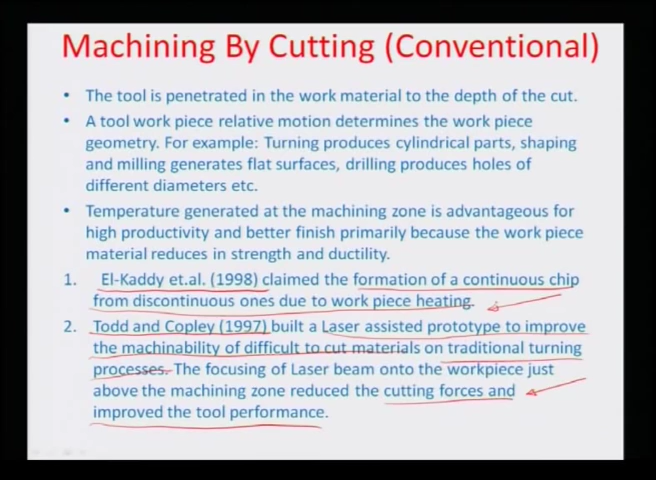 Machining By Cutting (Conventional)
• The tool is penetrated in the work material to the depth of the cut.
• A tool work piece relative motion determines the work piece
geometry. For example: Turning produces cylindrical parts, shaping
and milling generates flat surfaces, drilling produces holes of
different diameters etc.
• Temperature generated at the machining zone is advantageous for
high productivity and better finish primarily because the work piece
material reduces in strength and ductility.
1. El-Kaddy et.al. (1998) claimed the formation of a continuous chip
from discontinuous ones due to work piece heating.
2. Todd and Copley (1997) built a Laser assisted prototype to improve
the machinability of difficult to cut materials on traditional turning
processes. The focusing of Laser beam onto the workpiece just
above the machining zone reduced the cutting forces and
improved the tool performance.